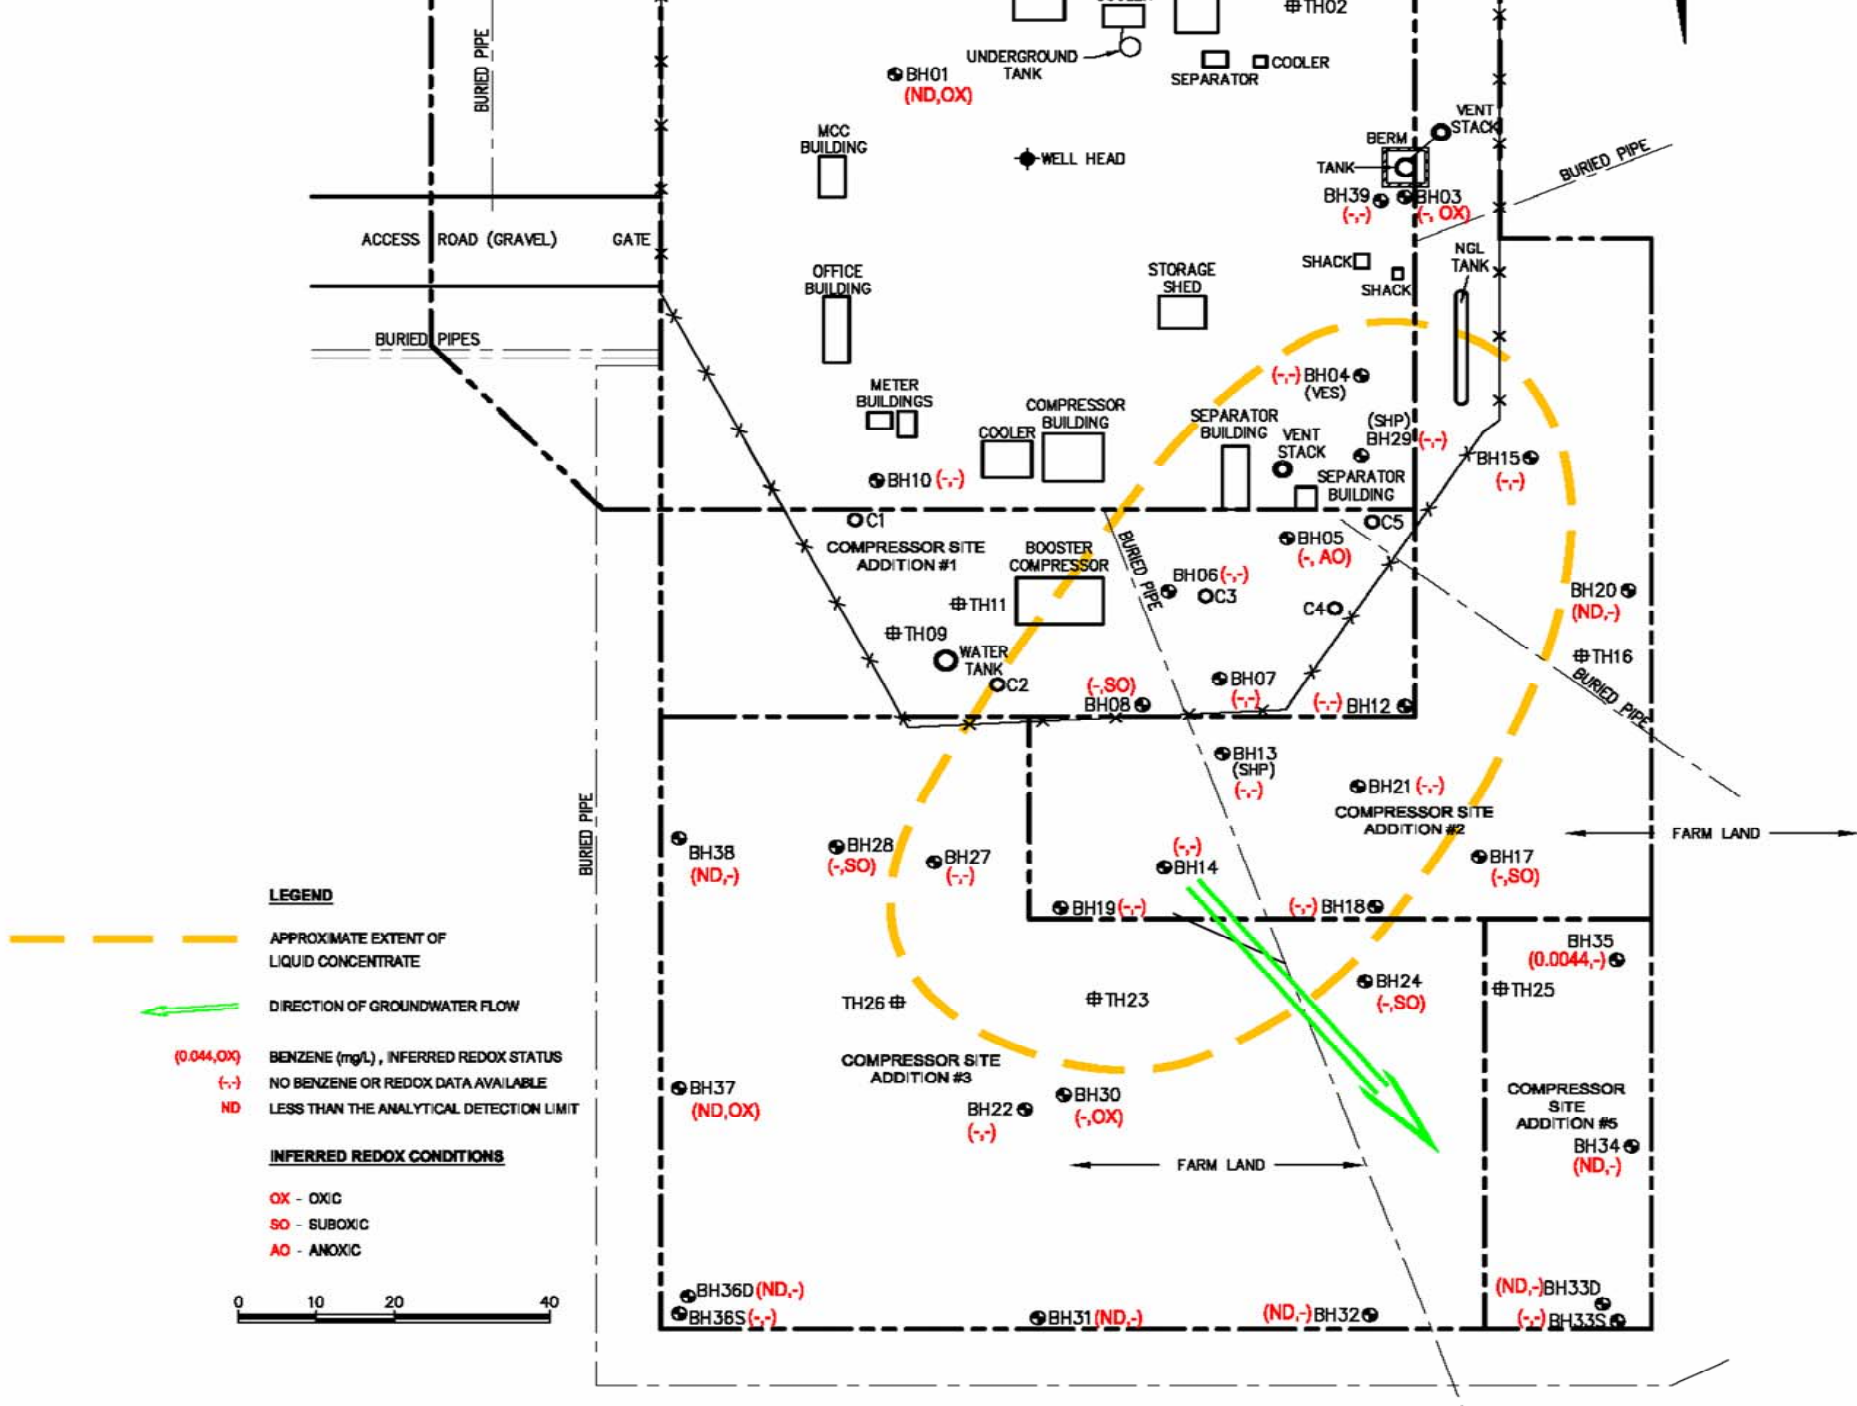 TH02
UNDERGROUND
TANK
SEPARATOR
COOLER
BH01
(ND,OX)
BURIED PIPE
MCC
BUILDING
WELL HEAD
VENT
STACK
BERM
TANK
BURIED PIPE
BH39
(-,-)
BH03
(-, OX)
ACCESS ROAD (GRAVEL)
GATE
OFFICE
BUILDING
STORAGE
SHED
SHACK
SHACK
NGL
TANK
BURIED PIPES
(-,-) BH04
(VES)
METER
BUILDINGS
COMPRESSOR
BUILDING
COOLER
SEPARATOR
BUILDING
VENT
STACK
(SHP)
BH29 (-,-)
BH15
(-,-)
SEPARATOR
BUILDING
BH10 (-,-)
C1
C5
COMPRESSOR SITE
ADDITION #1
BOOSTER
COMPRESSOR
BURIED PIPE
BH05
(-, AO)
BH06 (-,-)
C3
C4
BH20
(ND,-)
TH11
TH09
WATER
TANK
C2
TH16
BURIED PIPE
(-,SO)
BH08
BH07
(-,-)
(-,-) BH12
BH13
(SHP)
(-,-)
BH21 (-,-)
COMPRESSOR SITE
ADDITION #2
FARM LAND
BURIED PIPE
BH38
(ND,-)
BH28
(-,SO)
BH27
(-,-)
(-,-)
BH14
BH17
(-,SO)
BH19 (-,-)
(-,-) BH18
BH35
(0.0044,-)
BH24
(-,SO)
TH25
TH26
TH23
COMPRESSOR SITE
ADDITION #3
BH37
(ND,OX)
BH22
(-,-)
BH30
(-,OX)
COMPRESSOR
SITE
ADDITION #5
BH34
(ND,-)
FARM LAND
BH36D (ND,-)
BH36S (-,-)
BH31 (ND,-)
(ND,-) BH32
(ND,-) BH33D
(-,-) BH33S
LEGEND
APPROXIMATE EXTENT OF
LIQUID CONCENTRATE
DIRECTION OF GROUNDWATER FLOW
(0.044,OX) BENZENE (mg/L) , INFERRED REDOX STATUS
(-,-) NO BENZENE OR REDOX DATA AVAILABLE
ND LESS THAN THE ANALYTICAL DETECTION LIMIT
INFERRED REDOX CONDITIONS
OX - OXIC
SO - SUBOXIC
AO - ANOXIC
0 10 20 40